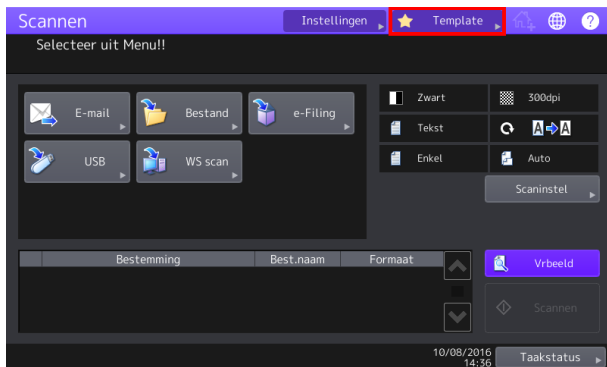 Scannen
Instellingen
Template
?
Selecteer uit Menu!!
E-mail
Bestand
e-Filing
USB
WS scan
Zwart
300dpi
Tekst
A A
Enkel
Auto
Scaninstel
Bestemming
Best.naam
Formaat
Vrbeeld
Scannen
10/08/2016
14:36
Taakstatus